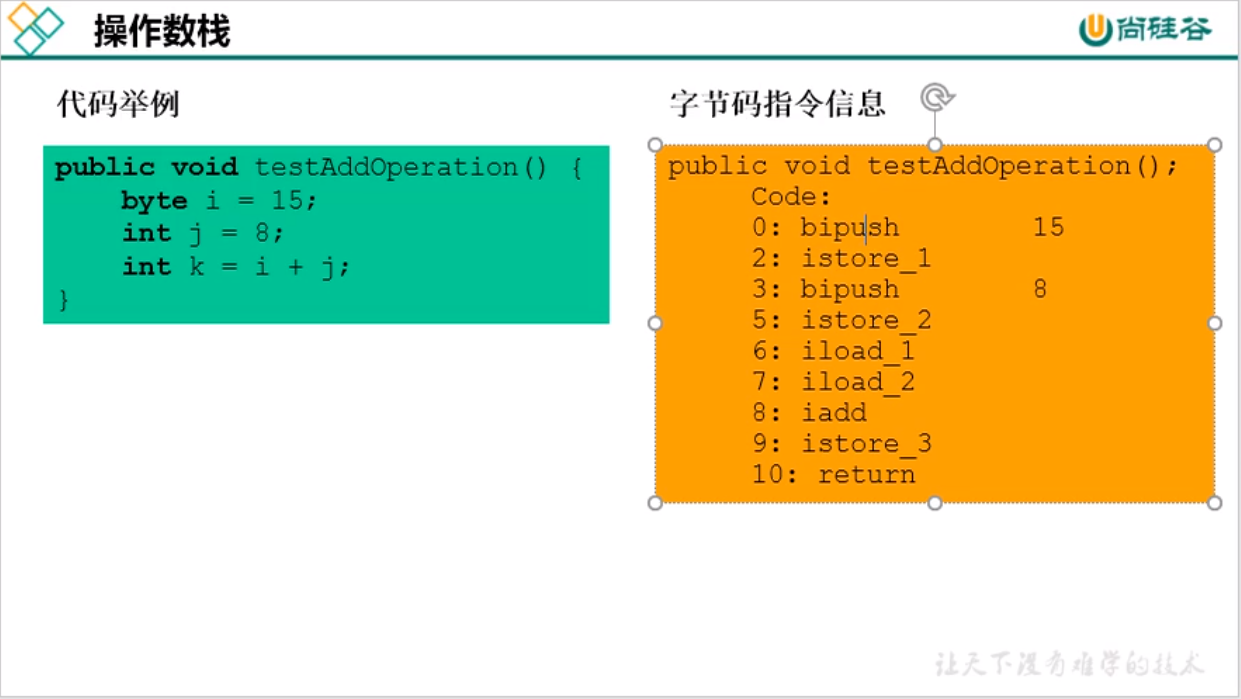 操作数栈
尚硅谷
代码举例
public void testAddOperation() {
byte i = 15;
int j = 8;
int k = i + j;
}
字节码指令信息
public void testAddOperation();
Code:
0: bipush 15
2: istore_1
3: bipush 8
5: istore_2
6: iload_1
7: iload_2
8: iadd
9: istore_3
10: return
让天下没有难学的技术